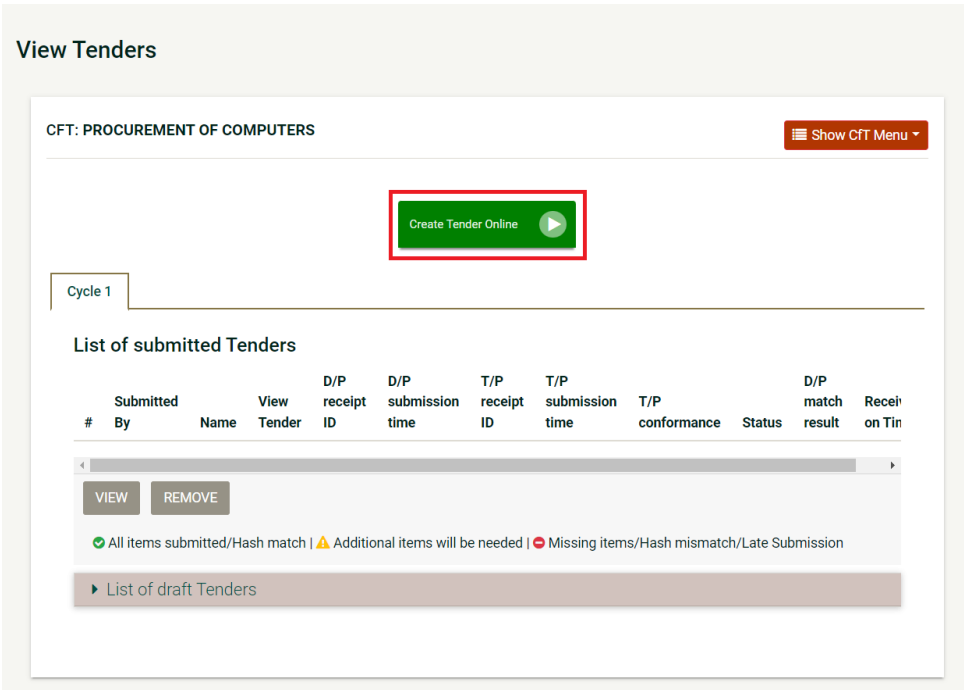 View Tenders
CFT: PROCUREMENT OF COMPUTERS
Show CfT Menu
Create Tender Online
Cycle 1
List of submitted Tenders
# Submitted By Name View Tender D/P receipt ID D/P submission time T/P receipt ID T/P submission time T/P conformance Status D/P match result Receiv on Tin
VIEW REMOVE
All items submitted/Hash match | Additional items will be needed | Missing items/Hash mismatch/Late Submission
List of draft Tenders